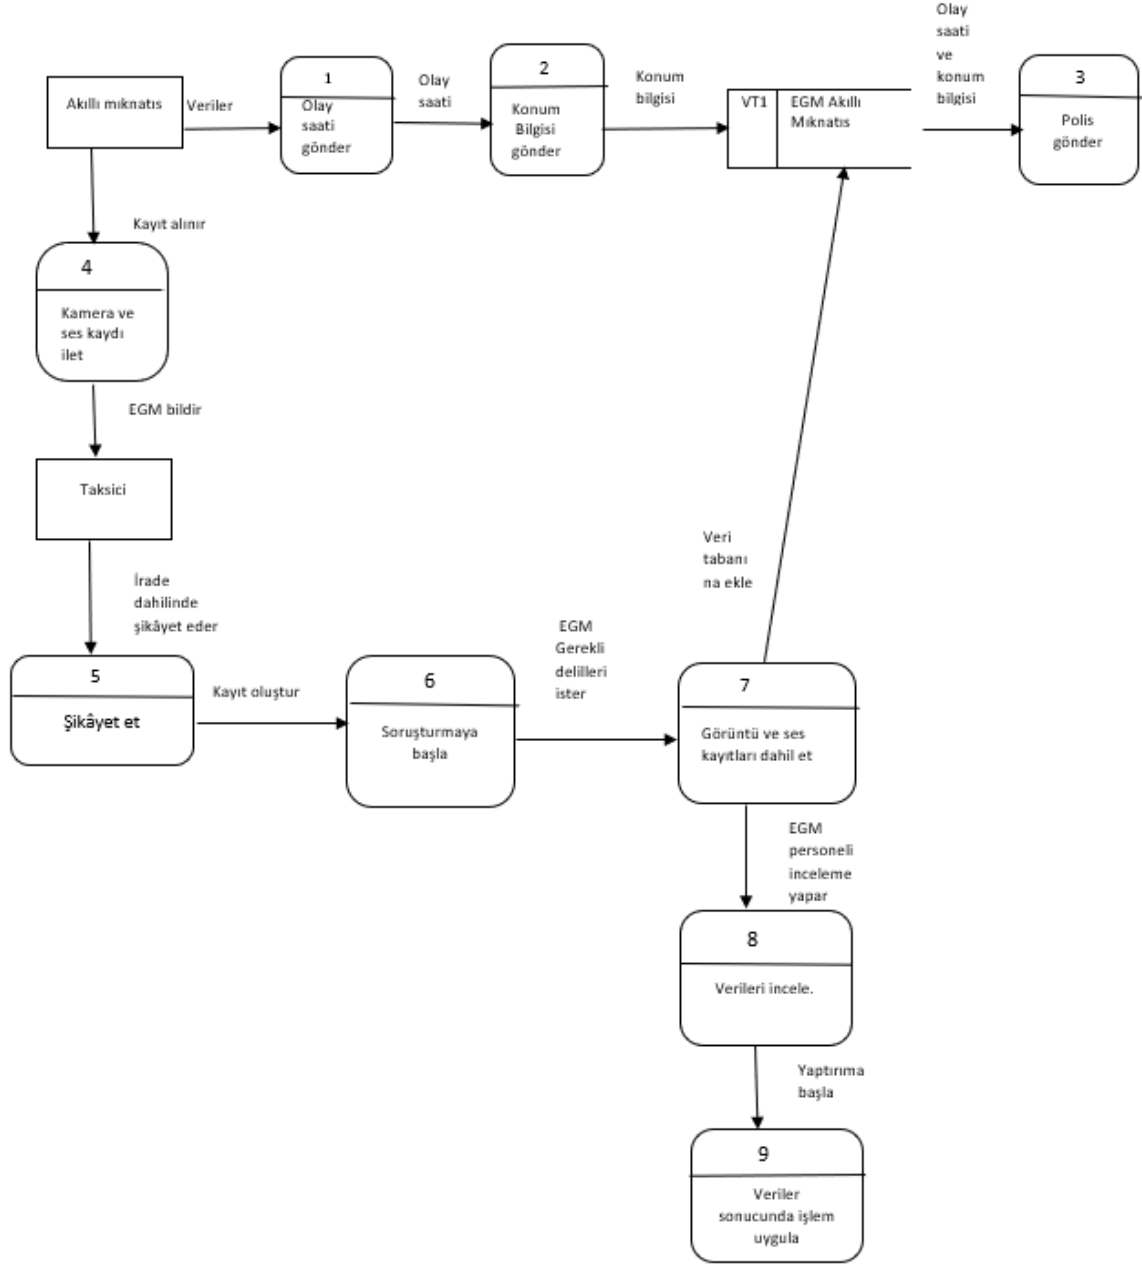 Olay
saati
ve
konum
bilgisi
Akıllı mıknatıs
Veriler
1
Olay
saati
gönder
Olay
saati
2
Konum
Bilgisi
gönder
Konum
bilgisi
VT1
EGM Akıllı
Mıknatıs
3
Polis
gönder
Kayıt alınır
4
Kamera ve
ses kaydı
ilet
EGM bildir
Taksici
İrade
dahilinde
şikâyet eder
5
Şikâyet et
Kayıt oluştur
6
Soruşturmaya
başla
EGM
Gerekli
delilleri
ister
Veri
tabanı
na ekle
7
Görüntü ve ses
kayıtları dahil et
EGM
personeli
inceleme
yapar
8
Verileri incele.
Yaptırıma
başla
9
Veriler
sonucunda işlem
uygula